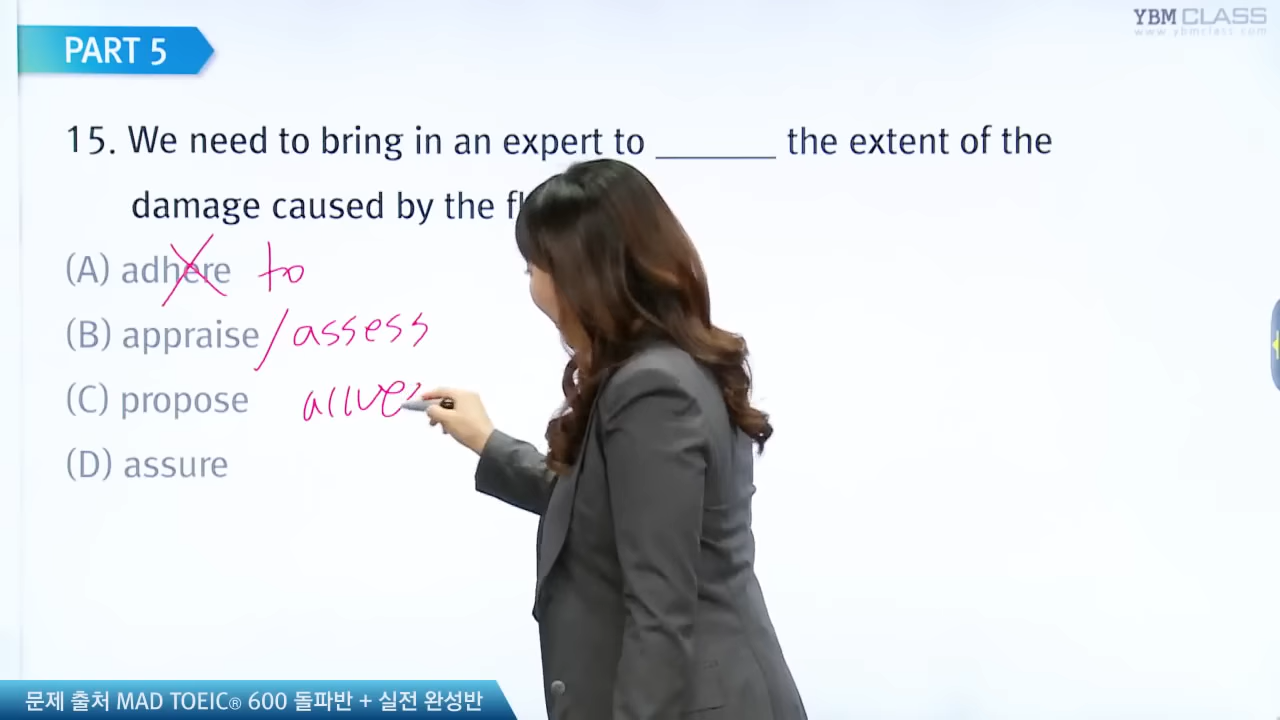 YBM CLASS
www.ybmclass.com
PART 5
15. We need to bring in an expert to ______ the extent of the
damage caused by the fl
(A) adhere to
(B) appraise / assess
(C) propose
(D) assure
문제 출처 MAD TOEIC® 600 돌파반 + 실전 완성반